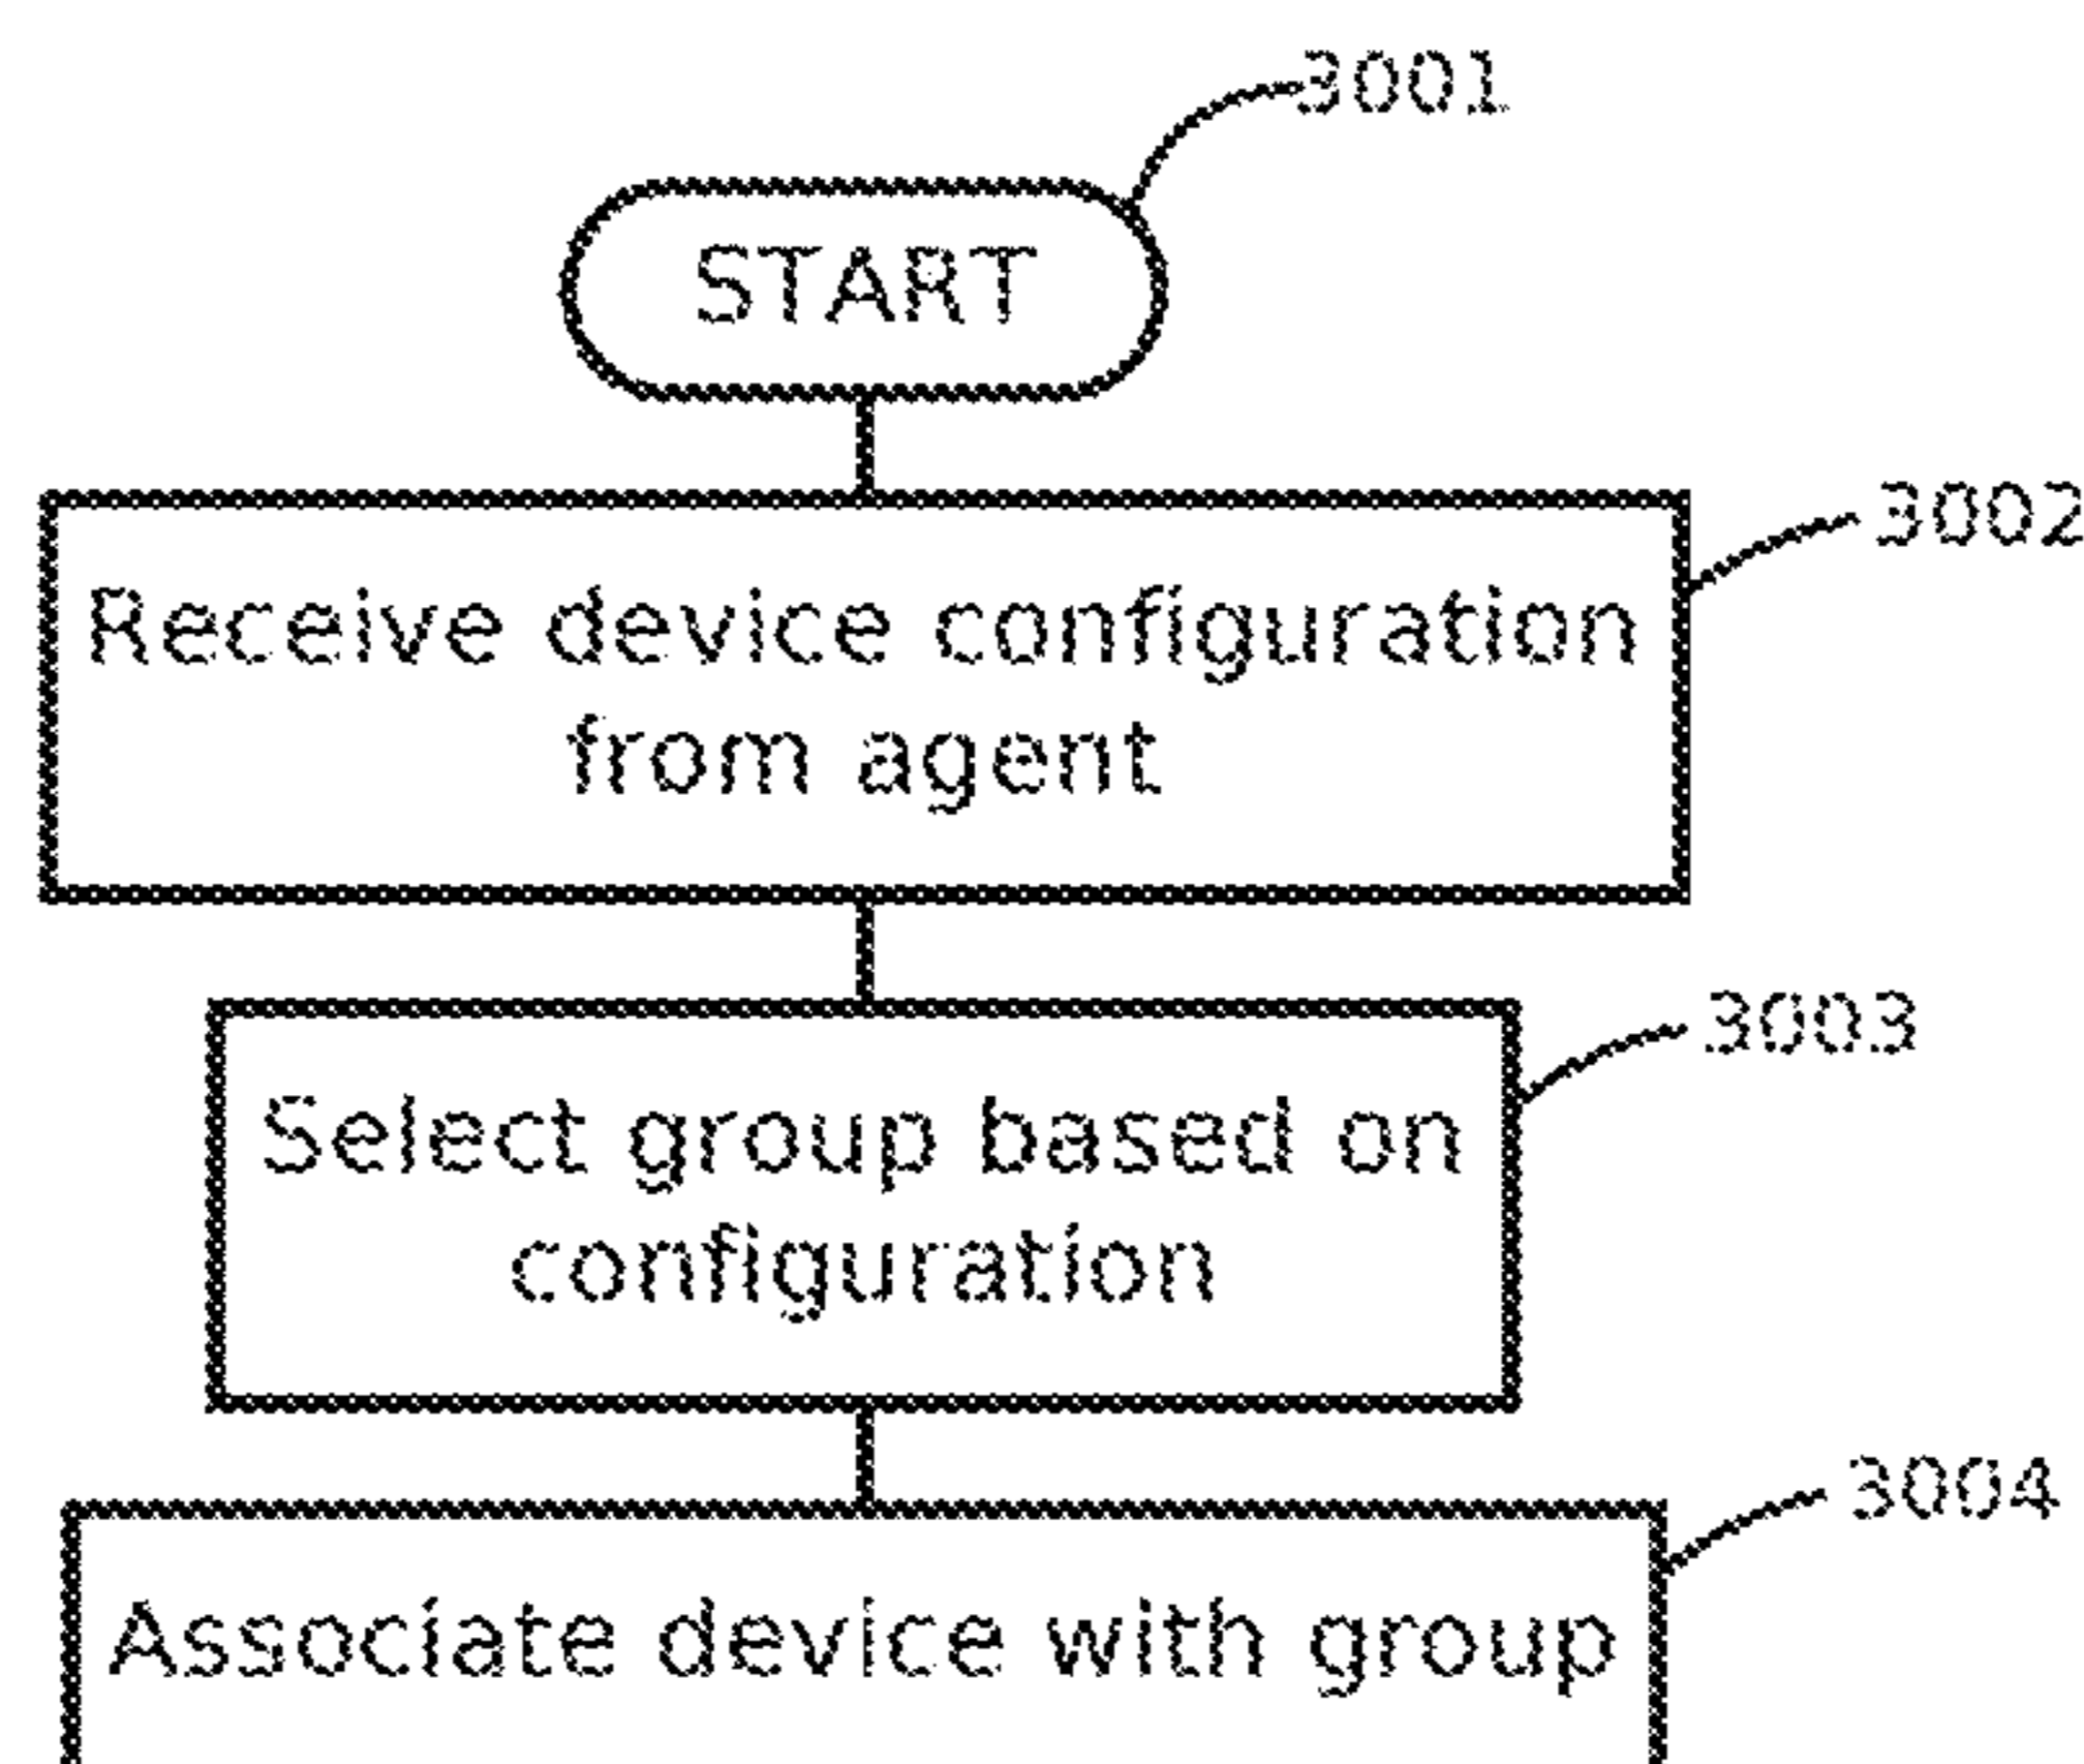 3001
START
3002
Receive device configuration
from agent
3003
Select group based on
configuration
3004
Associate device with group